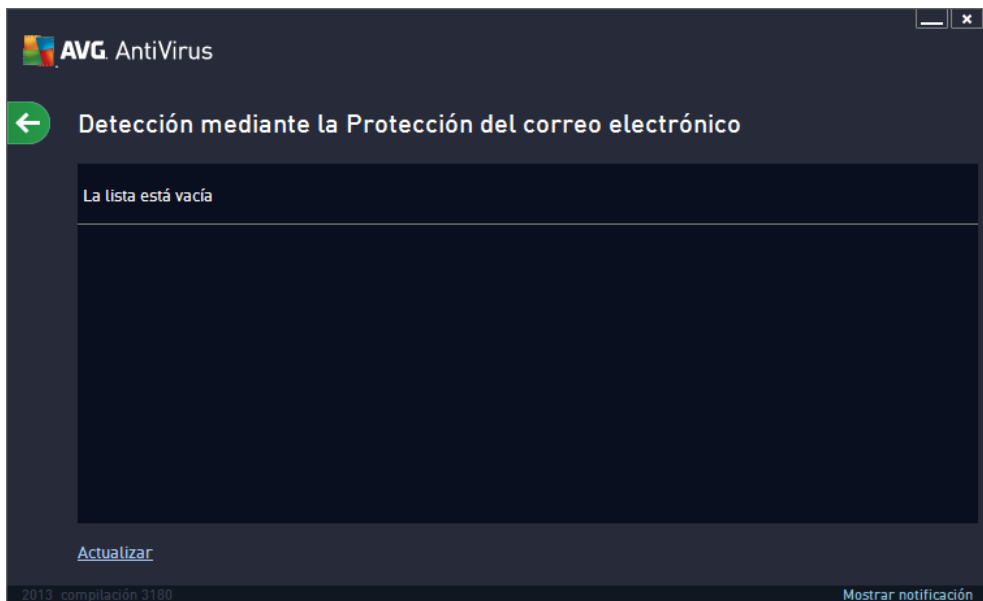 AVG. AntiVirus
Detección mediante la Protección del correo electrónico
La lista está vacía
Actualizar
2013 compilación 3180
Mostrar notificación